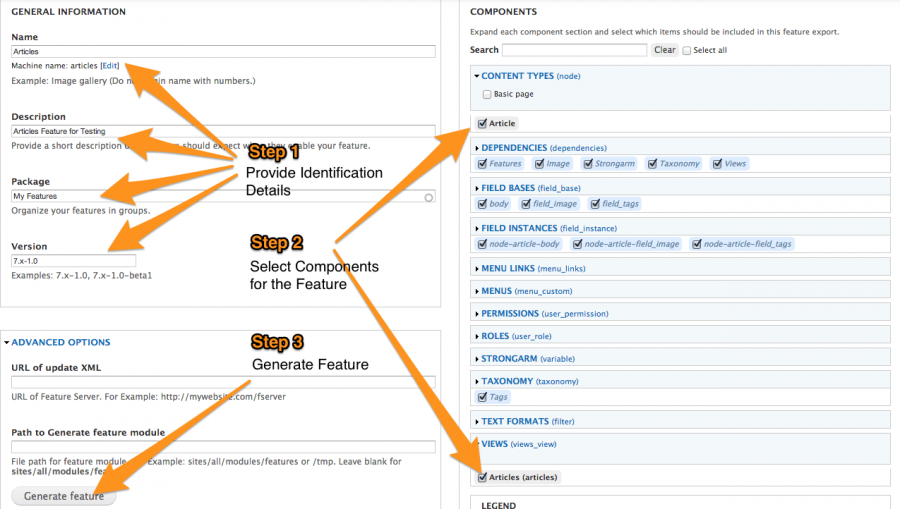 GENERAL INFORMATION
Name
Articles
Machine name: articles [Edit]
Example: Image gallery (Do name with numbers.)
Description
Articles Feature for Testing
Provide a short description should expect when they enable your feature.
Package
My Features
Organize your features in groups.
Version
7.x-1.0
Examples: 7.x-1.0, 7.x-1.0-beta1
Step 1
Provide Identification
Details
Step 2
Select Components
for the Feature
Step 3
Generate Feature
ADVANCED OPTIONS
URL of update XML
URL of Feature Server. For Example: http://mywebsite.com/fserver
Path to Generate feature module
File path for feature module Example: sites/all/modules/features or /tmp. Leave blank for
sites/all/modules/fea
Generate feature
COMPONENTS
Expand each component section and select which items should be included in this feature export.
Search Clear Select all
CONTENT TYPES (node)
Basic page
Article
DEPENDENCIES (dependencies)
Features Image Strongarm Taxonomy Views
FIELD BASES (field_base)
body field_image field_tags
FIELD INSTANCES (field_instance)
node-article-body node-article-field_image node-article-field_tags
MENU LINKS (menu_links)
MENUS (menu_custom)
PERMISSIONS (user_permission)
ROLES (user_role)
STRONGARM (variable)
TAXONOMY (taxonomy)
Tags
TEXT FORMATS (filter)
VIEWS (views_view)
Articles (articles)
LEGEND